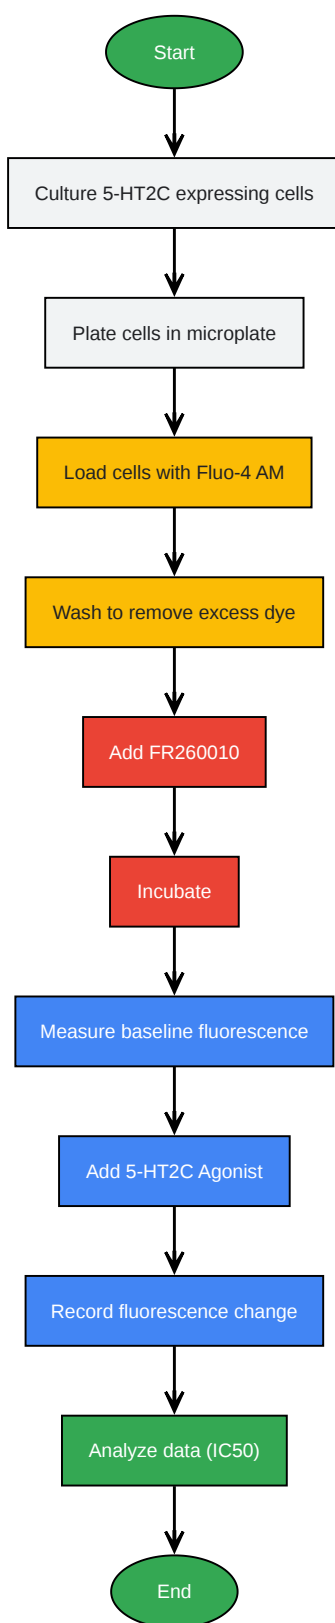 Start
Culture 5-HT2C expressing cells
Plate cells in microplate
Load cells with Fluo-4 AM
Wash to remove excess dye
Add FR260010
Incubate
Measure baseline fluorescence
Add 5-HT2C Agonist
Record fluorescence change
Analyze data (IC50)
End